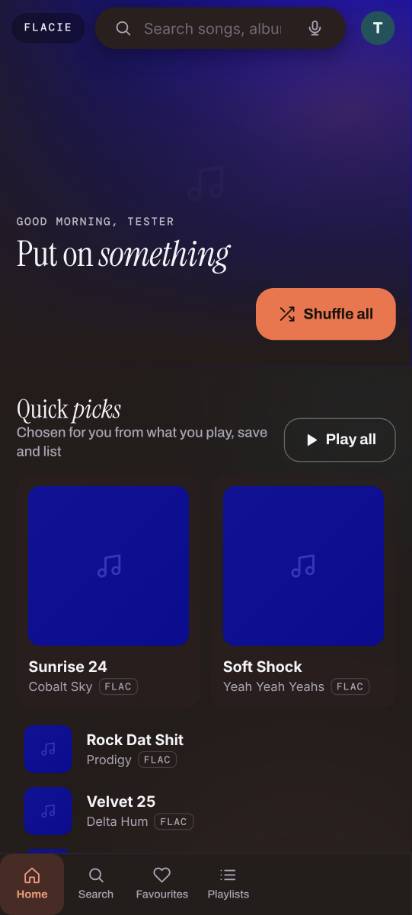 FLACIE
Search songs, albu
T
GOOD MORNING, TESTER
Put on something
Shuffle all
Quick picks
Chosen for you from what you play, save
and list
Play all
Sunrise 24
Cobalt Sky FLAC
Soft Shock
Yeah Yeah Yeahs FLAC
Rock Dat Shit
Prodigy FLAC
Velvet 25
Delta Hum FLAC
Home
Search
Favourites
Playlists